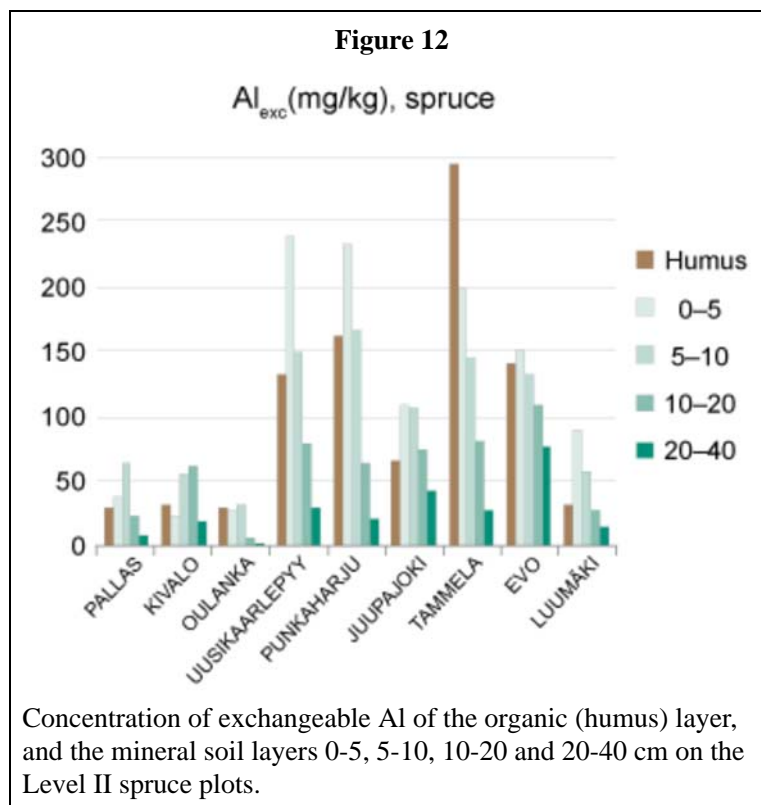 Figure 12
Al_exc(mg/kg), spruce
300
250
200
150
100
50
0
PALLAS
KIVALO
OULANKA
UUSIKAARLEPYY
PUNKAHARJU
JUUPAJOKI
TAMMELA
EVO
LUUMÄKI
Humus
0–5
5–10
10–20
20–40
Concentration of exchangeable Al of the organic (humus) layer,
and the mineral soil layers 0-5, 5-10, 10-20 and 20-40 cm on the
Level II spruce plots.